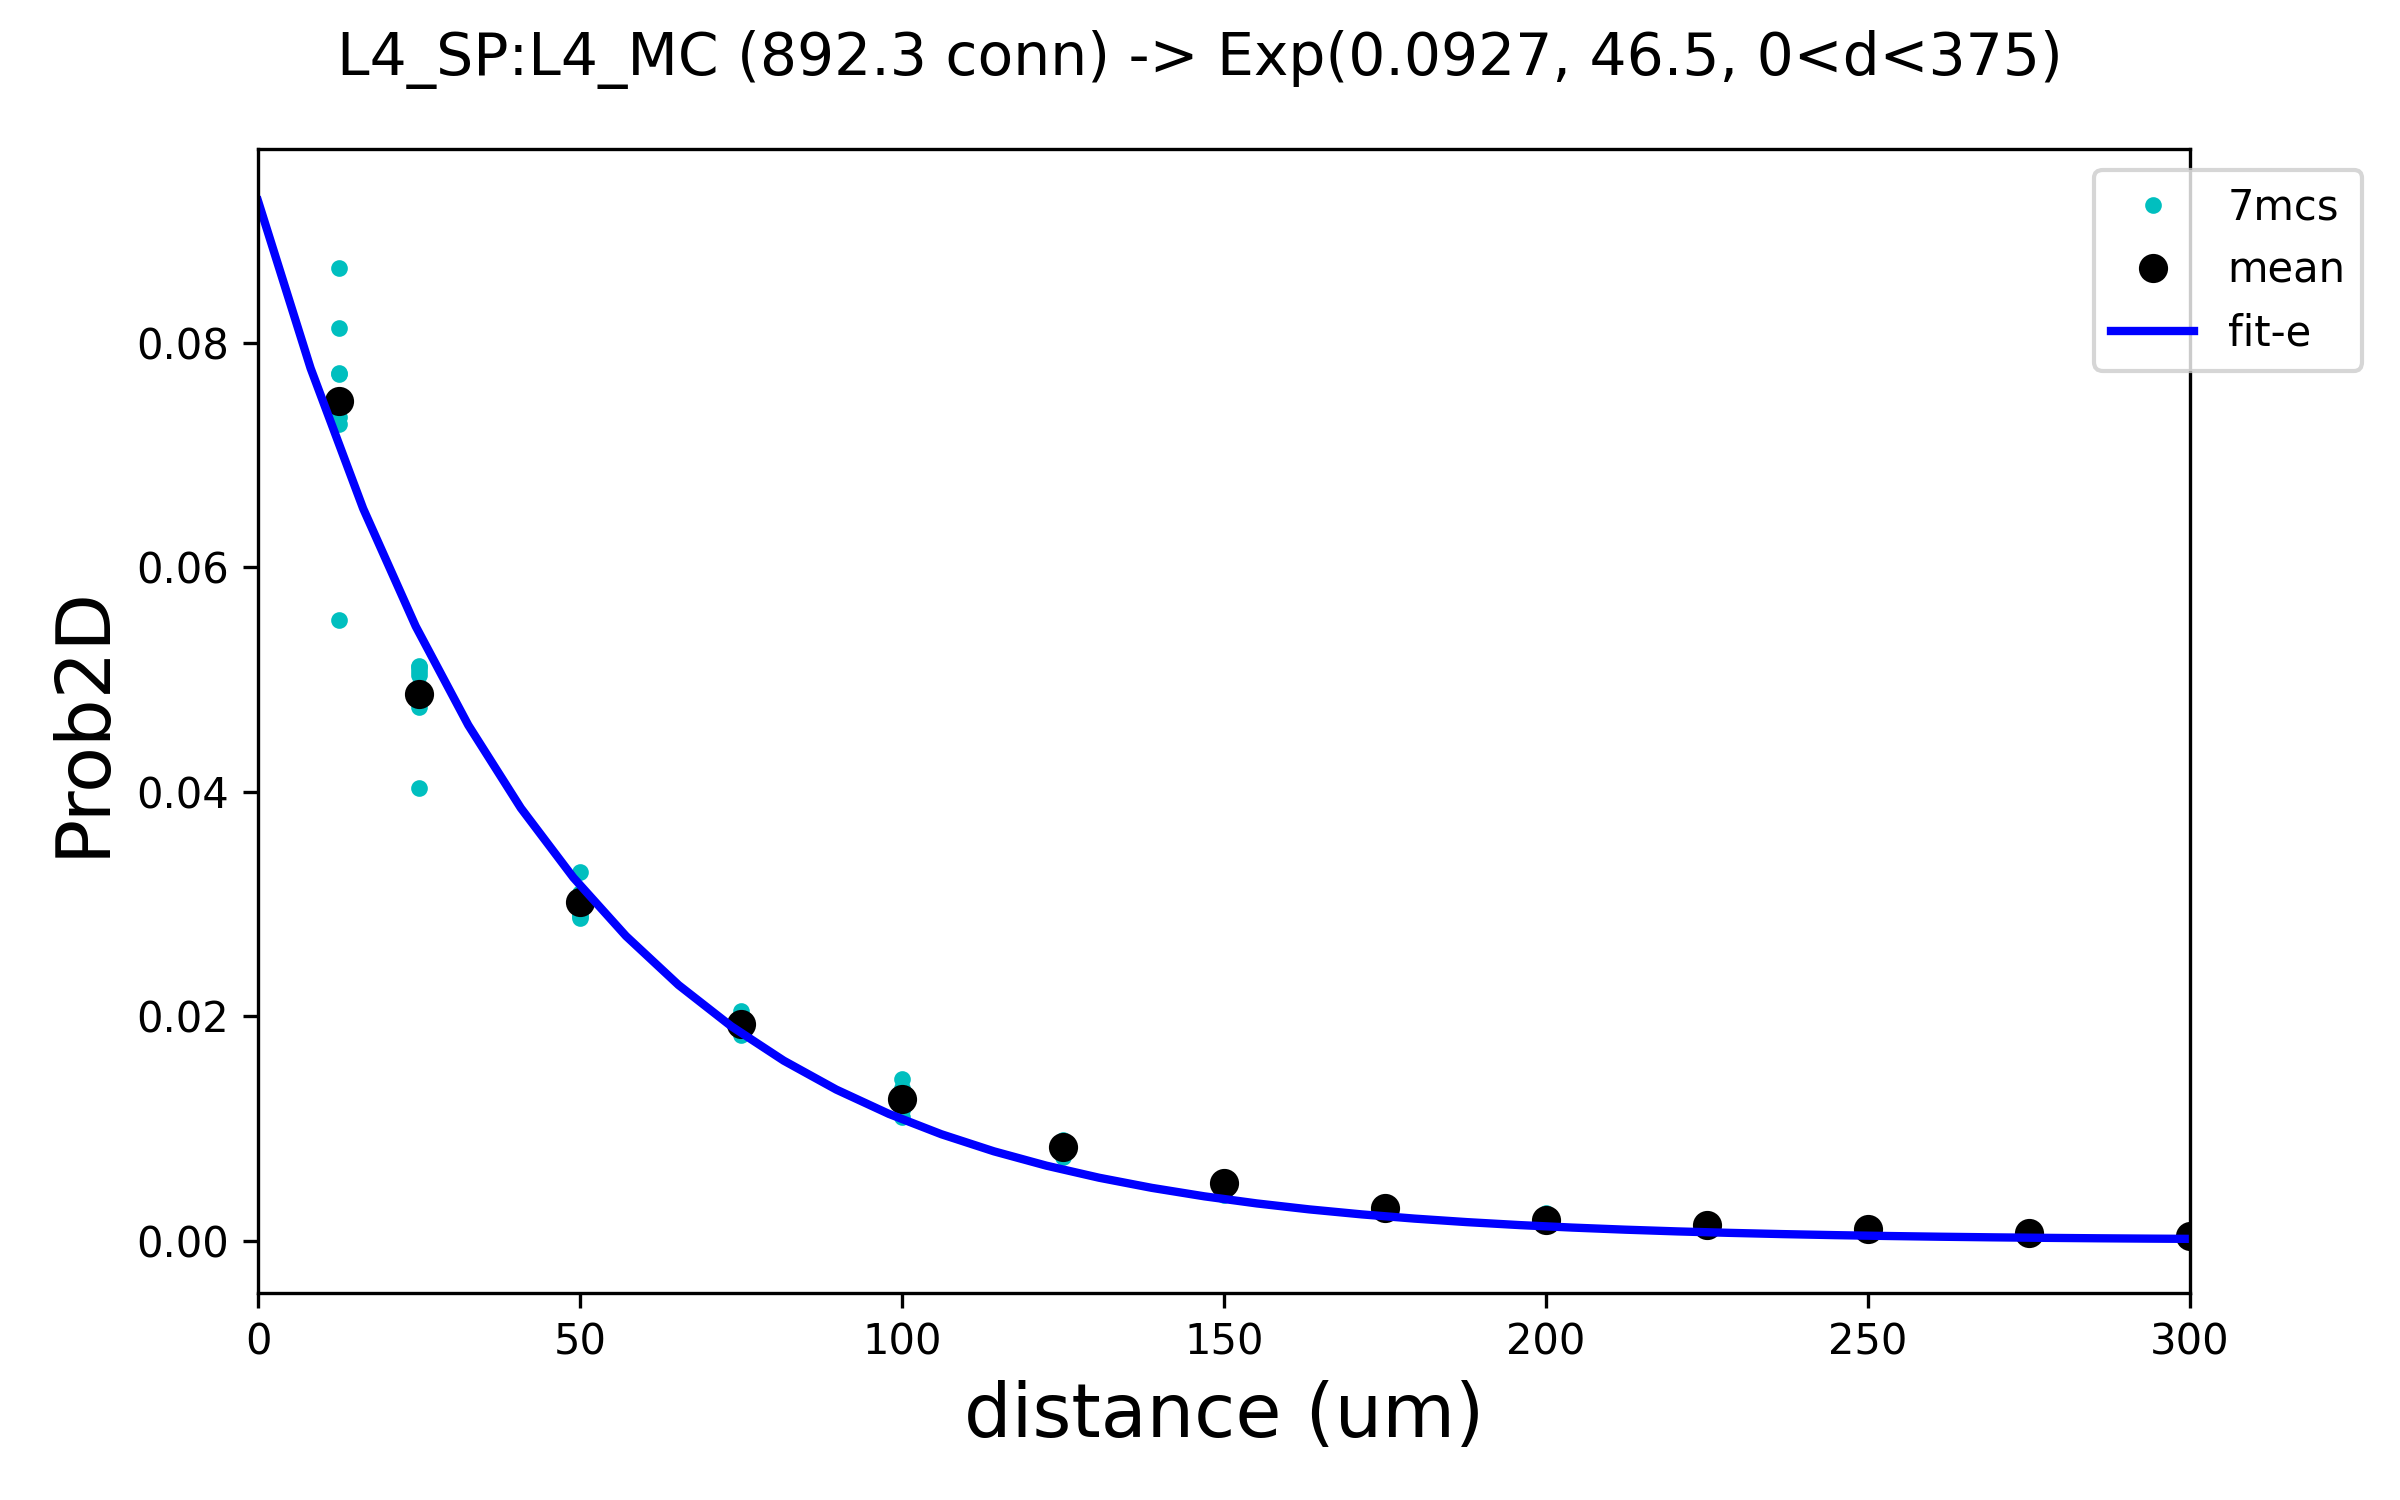 L4_SP:L4_MC (892.3 conn) -> Exp(0.0927, 46.5, 0<d<375)
7mcs
mean
fit-e
Prob2D
0.08
0.06
0.04
0.02
0.00
0 50 100 150 200 250 300
distance (um)